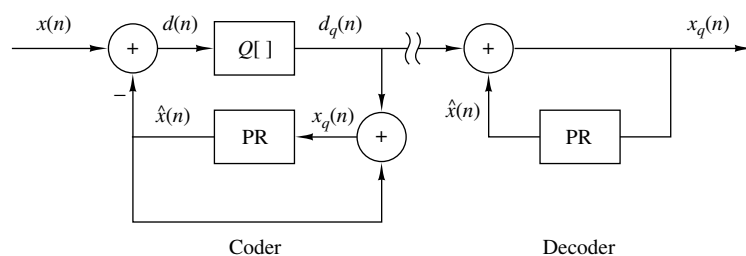 x(n) d(n) d_q(n) x_q(n)
+ Q[ ] +
−
x̂(n) PR x_q(n) + x̂(n) PR
Coder Decoder